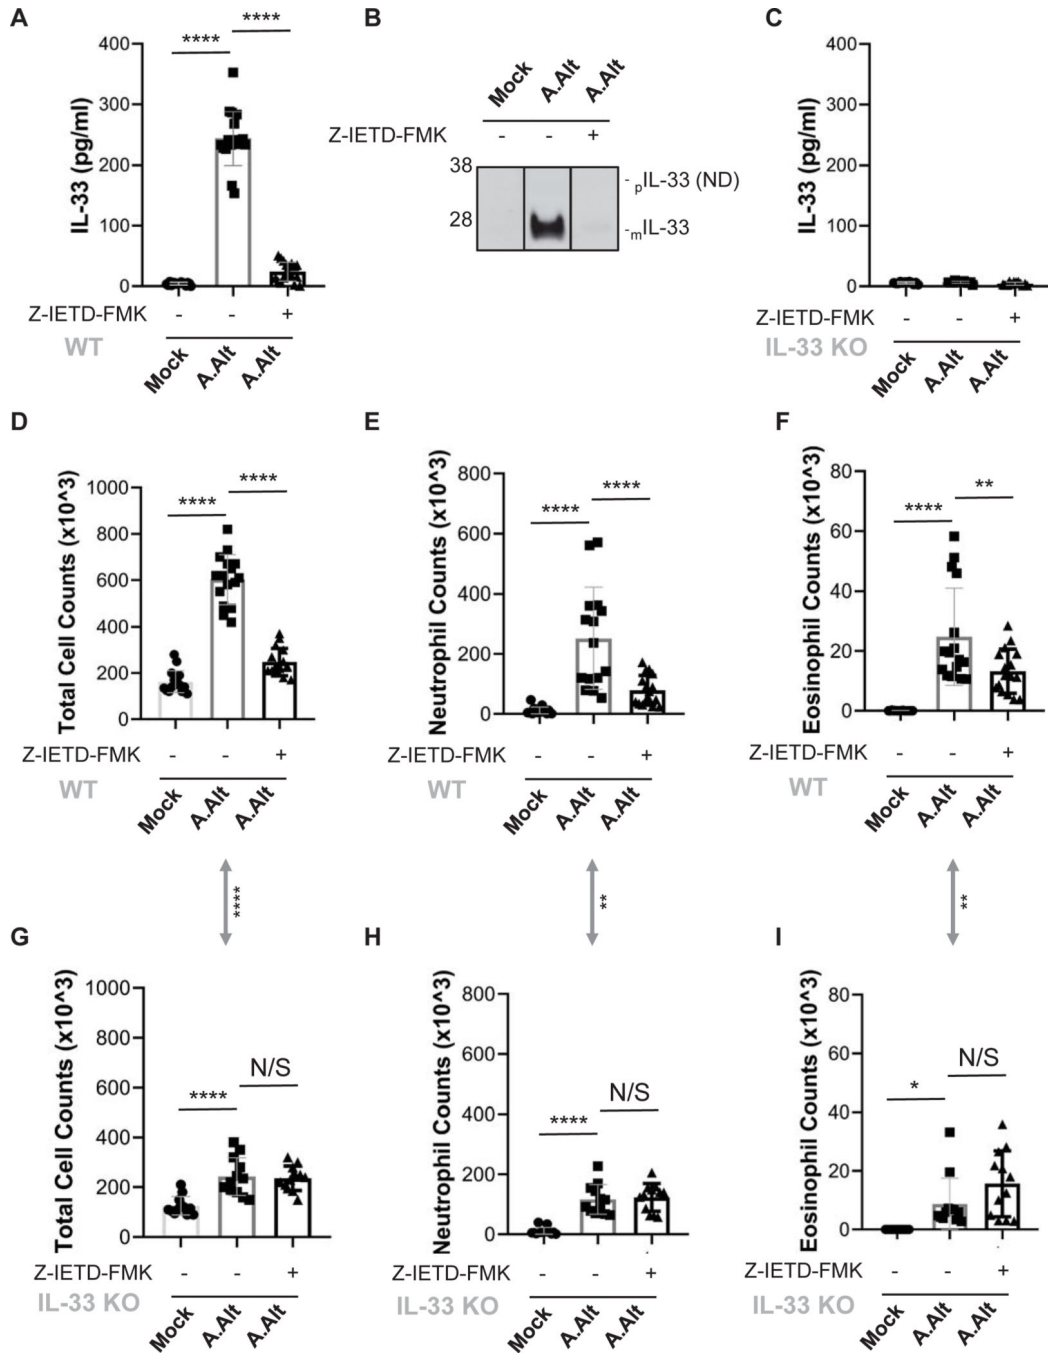 A
B
C
****
****
400
300
200
100
0
IL-33 (pg/ml)
Z-IETD-FMK - - +
WT
Mock A.Alt A.Alt
Mock A.Alt A.Alt
Z-IETD-FMK - - +
38
28
- pIL-33 (ND)
-mIL-33
400
300
200
100
0
IL-33 (pg/ml)
Z-IETD-FMK - - +
IL-33 KO
Mock A.Alt A.Alt
D
E
F
****
****
1000
800
600
400
200
0
Total Cell Counts (x10^3)
Z-IETD-FMK - - +
WT
Mock A.Alt A.Alt
****
****
800
600
400
200
0
Neutrophil Counts (x10^3)
Z-IETD-FMK - - +
WT
Mock A.Alt A.Alt
**
****
80
60
40
20
0
Eosinophil Counts (x10^3)
Z-IETD-FMK - - +
WT
Mock A.Alt A.Alt
****
**
**
G
H
I
N/S
****
1000
800
600
400
200
0
Total Cell Counts (x10^3)
Z-IETD-FMK - - +
IL-33 KO
Mock A.Alt A.Alt
N/S
****
800
600
400
200
0
Neutrophil Counts (x10^3)
Z-IETD-FMK - - +
IL-33 KO
Mock A.Alt A.Alt
N/S
*
80
60
40
20
0
Eosinophil Counts (x10^3)
Z-IETD-FMK - - +
IL-33 KO
Mock A.Alt A.Alt